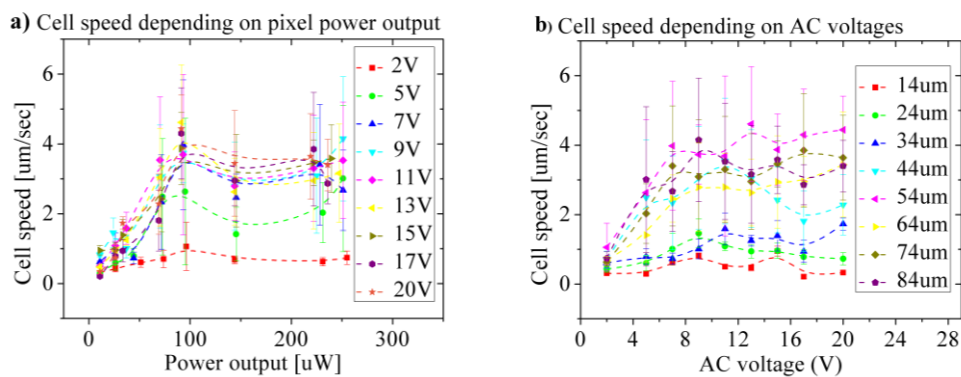 a) Cell speed depending on pixel power output
Cell speed [um/sec]
6
4
2
0
0
100
200
300
Power output [uW]
2V
5V
7V
9V
11V
13V
15V
17V
20V
b) Cell speed depending on AC voltages
Cell speed [um/sec]
6
4
2
0
0
4
8
12
16
20
24
28
AC voltage (V)
14um
24um
34um
44um
54um
64um
74um
84um